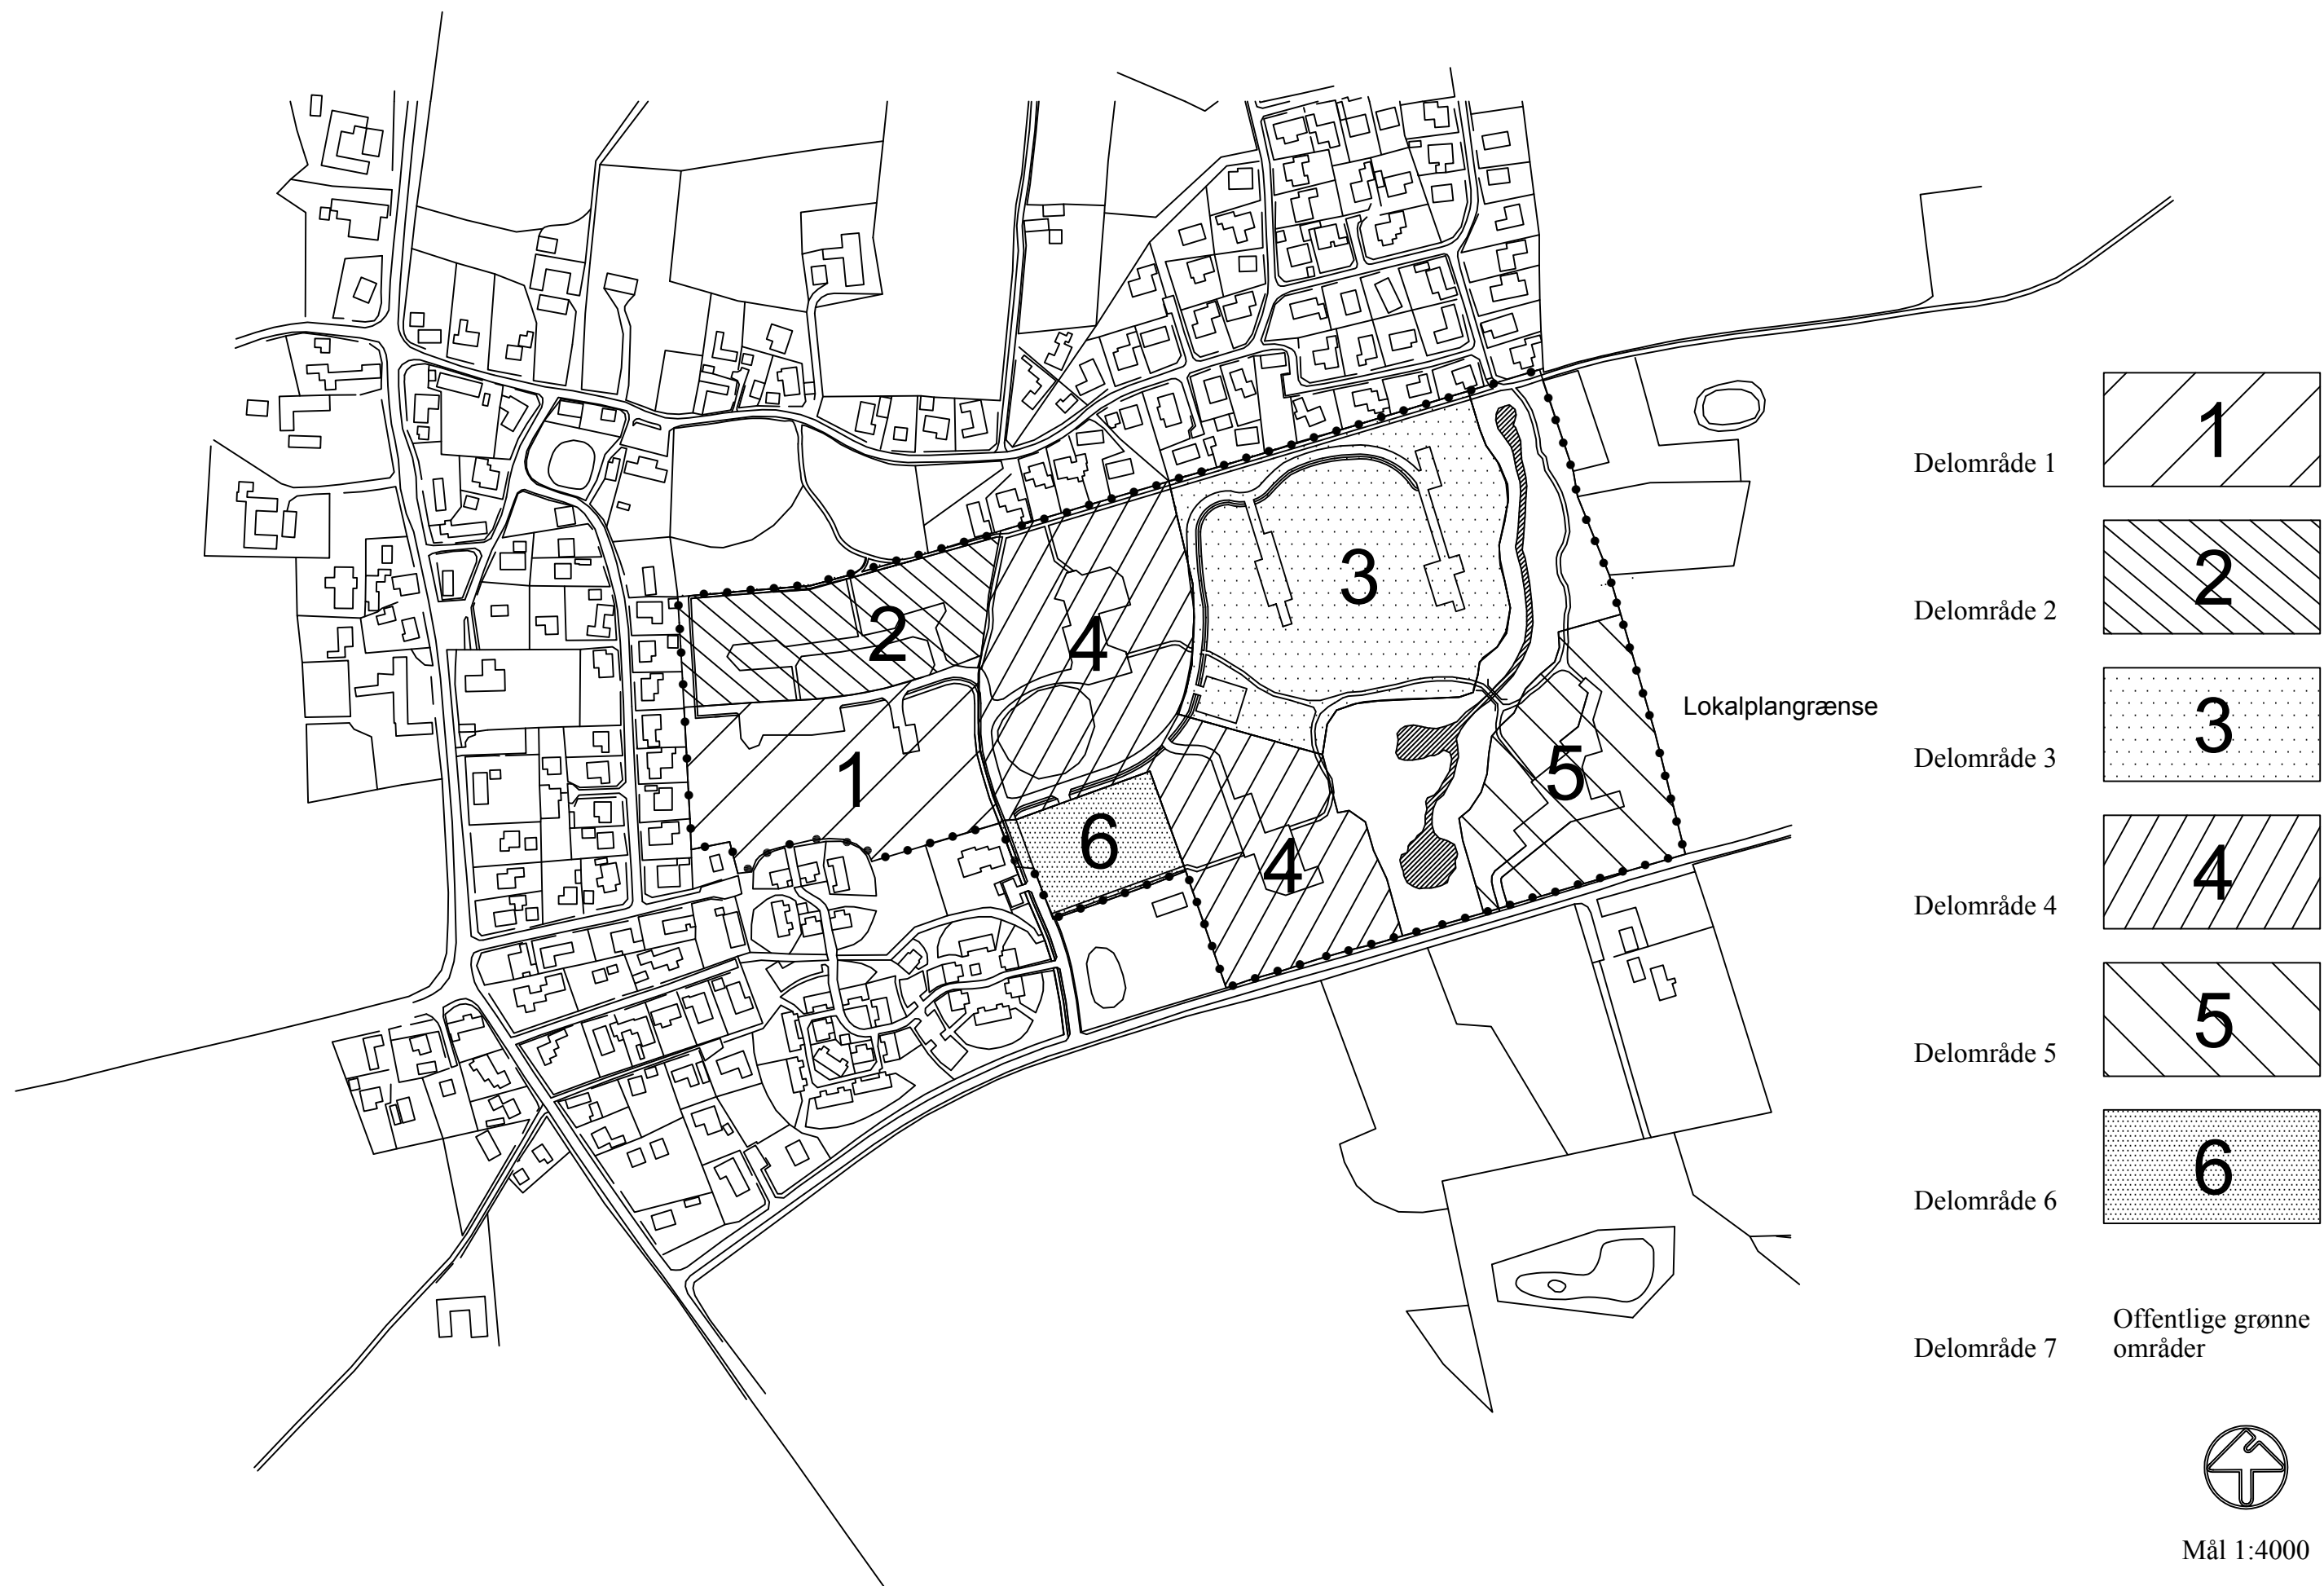 2
4
3
1
6
4
5
Lokalplangrænse
Delområde 1
1
Delområde 2
2
Delområde 3
3
Delområde 4
4
Delområde 5
5
Delområde 6
6
Delområde 7
Offentlige grønne
områder
Mål 1:4000